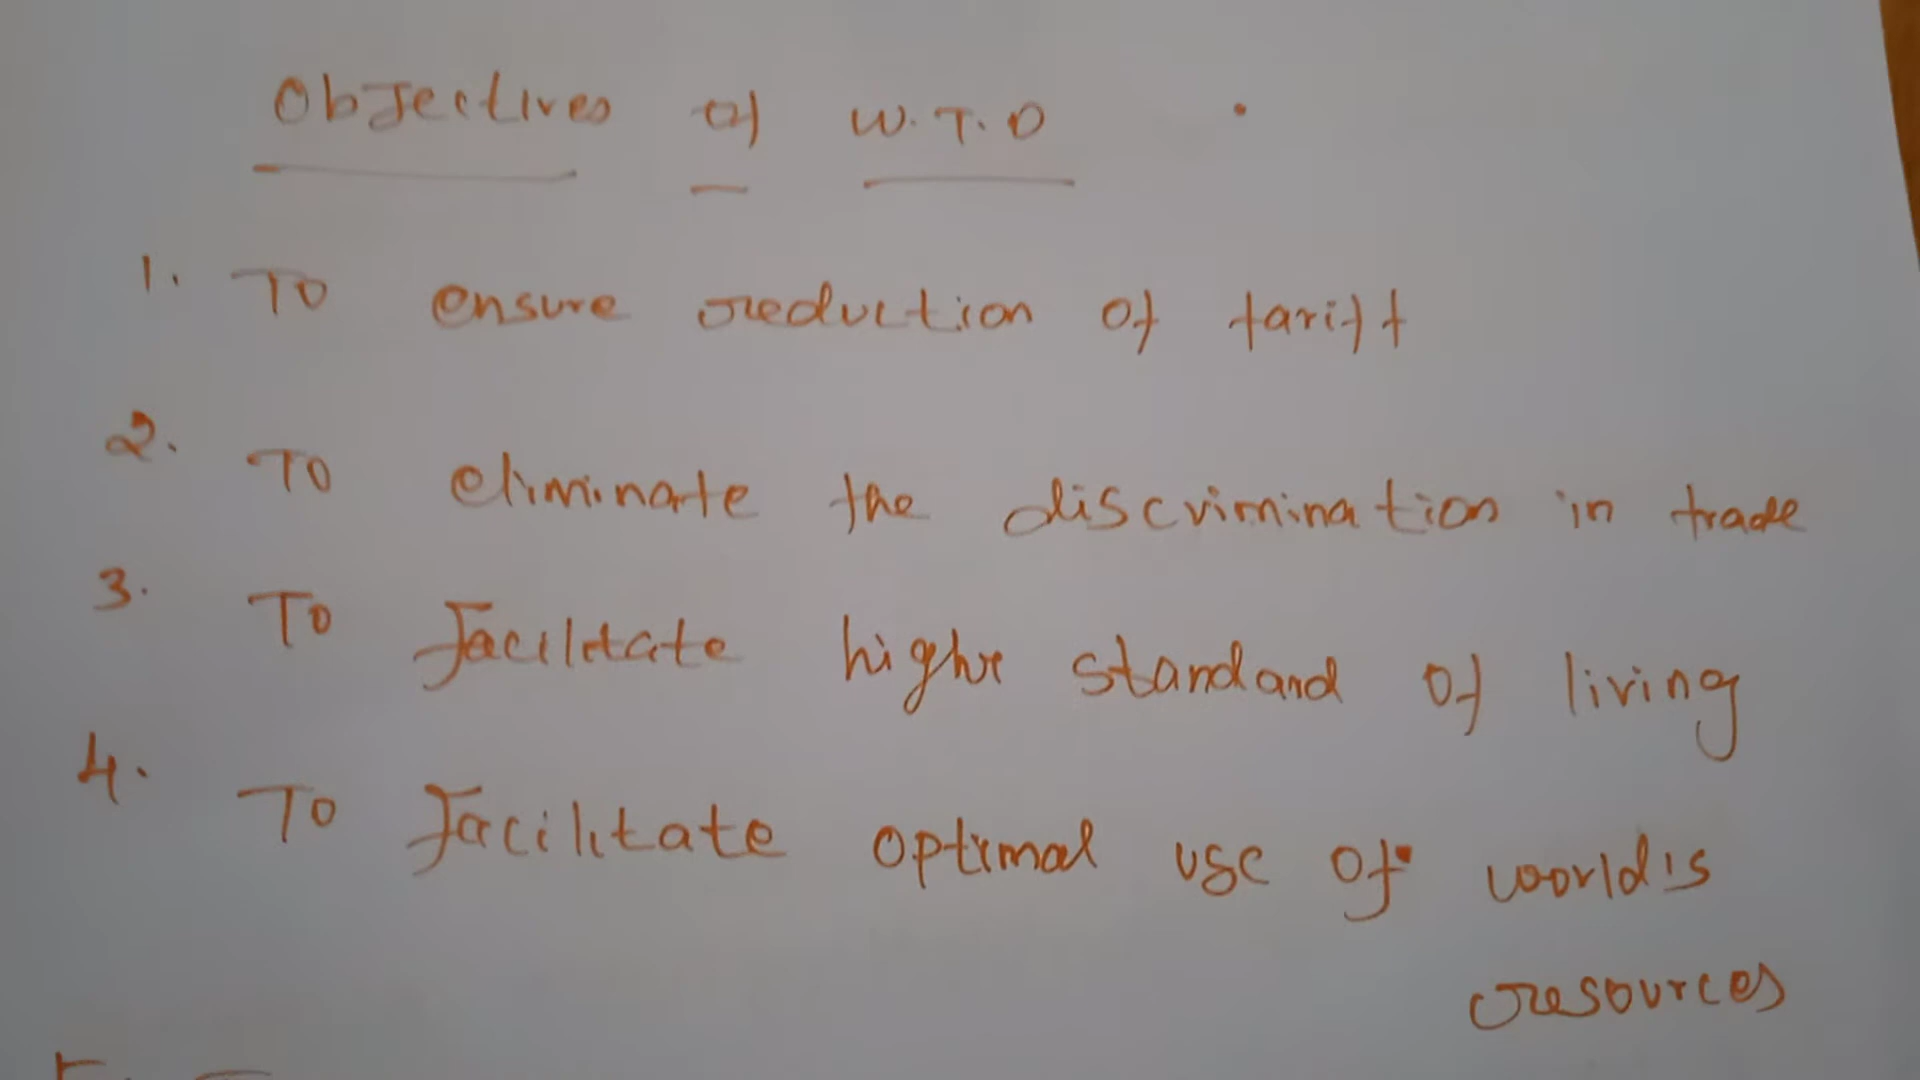 Objectives of W.T.O
1. To ensure reduction of tariff
2. To eliminate the discrimination in trade
3. To facilitate higher standard of living
4. To facilitate optimal use of world's
resources